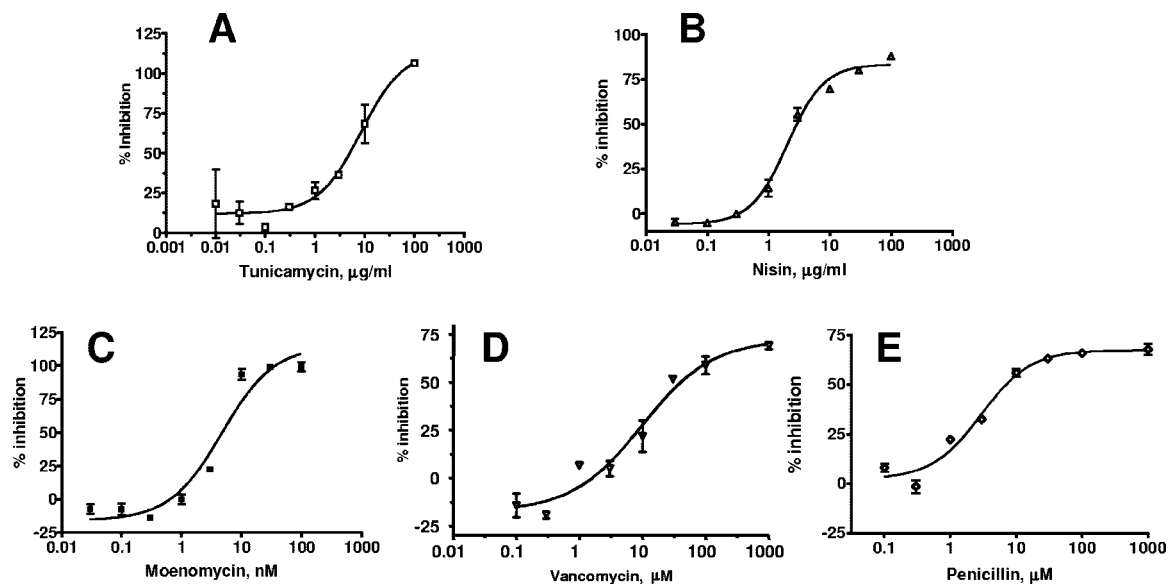 A
125
100
75
50
25
0
% Inhibition
0.001 0.01 0.1 1 10 100 1000
Tunicamycin, μg/ml
B
100
75
50
25
0
% inhibition
0.01 0.1 1 10 100 1000
Nisin, μg/ml
C
125
100
75
50
25
0
-25
% inhibition
0.01 0.1 1 10 100 1000
Moenomycin, nM
D
75
50
25
0
-25
% inhibition
0.1 1 10 100 1000
Vancomycin, μM
E
75
50
25
0
-25
% inhibition
0.1 1 10 100 1000
Penicillin, μM